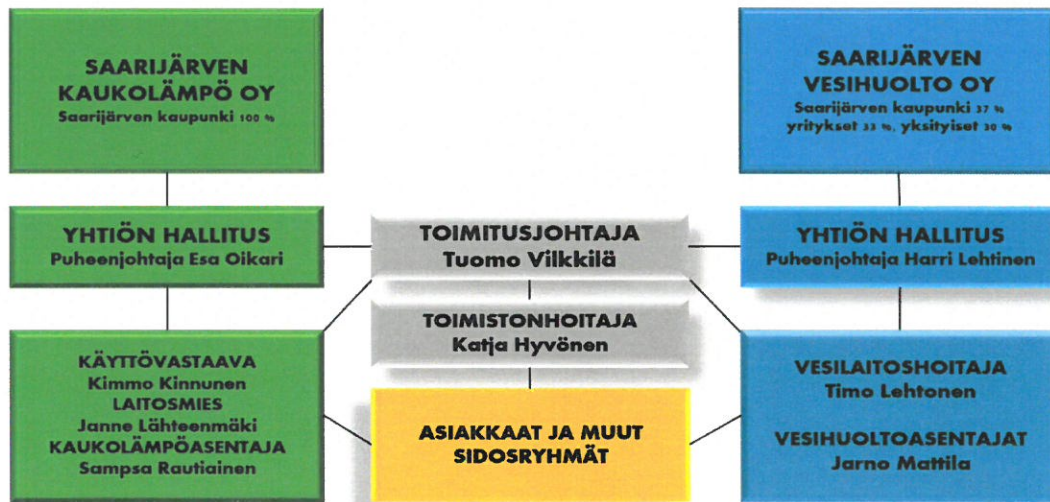 SAARIJÄRVEN
KAUKOLÄMPÖ OY
Saarijärven kaupunki 100 %
SAARIJÄRVEN
VESIHUOLTO OY
Saarijärven kaupunki 37 %
yritykset 33 %, yksityiset 30 %
YHTIÖN HALLITUS
Puheenjohtaja Esa Oikari
TOIMITUSJOHTAJA
Tuomo Vilkkilä
YHTIÖN HALLITUS
Puheenjohtaja Harri Lehtinen
TOIMISTONHOITAJA
Katja Hyvönen
KÄYTTÖVASTAAVA
Kimmo Kinnunen
LAITOSMIES
Janne Lähteenmäki
KAUKOLÄMPÖASENTAJA
Sampsa Rautiainen
ASIAKKAAT JA MUUT
SIDOSRYHMÄT
VESILAITOSHOITAJA
Timo Lehtonen
VESIHUOLTOASENTAJAT
Jarno Mattila